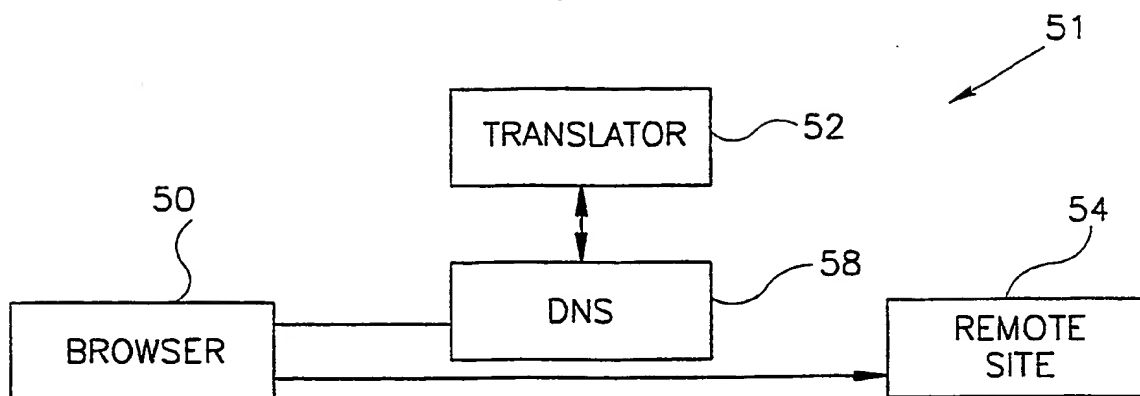 51
TRANSLATOR
52
50
54
58
DNS
BROWSER
REMOTE
SITE